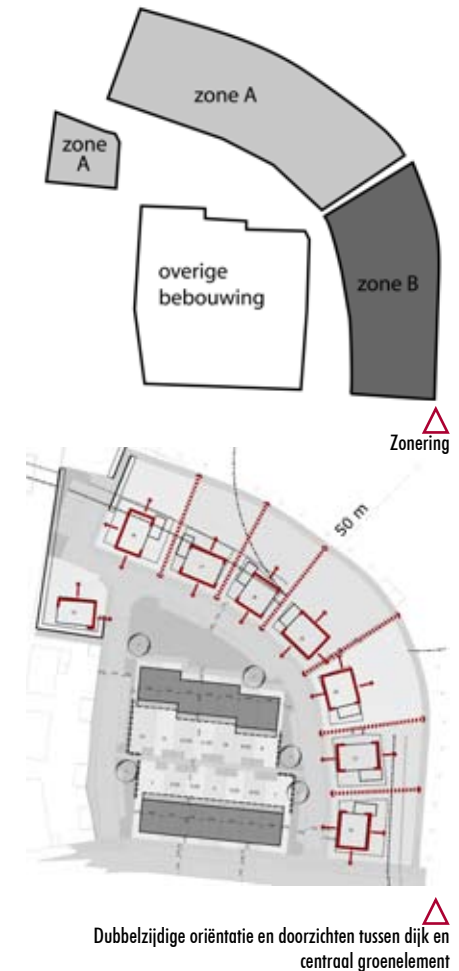 zone A
zone
A
overige
bebouwing
zone B
Zonering
50 m
Dubbelzijdige oriëntatie en doorzichten tussen dijk en
centraal groenelement